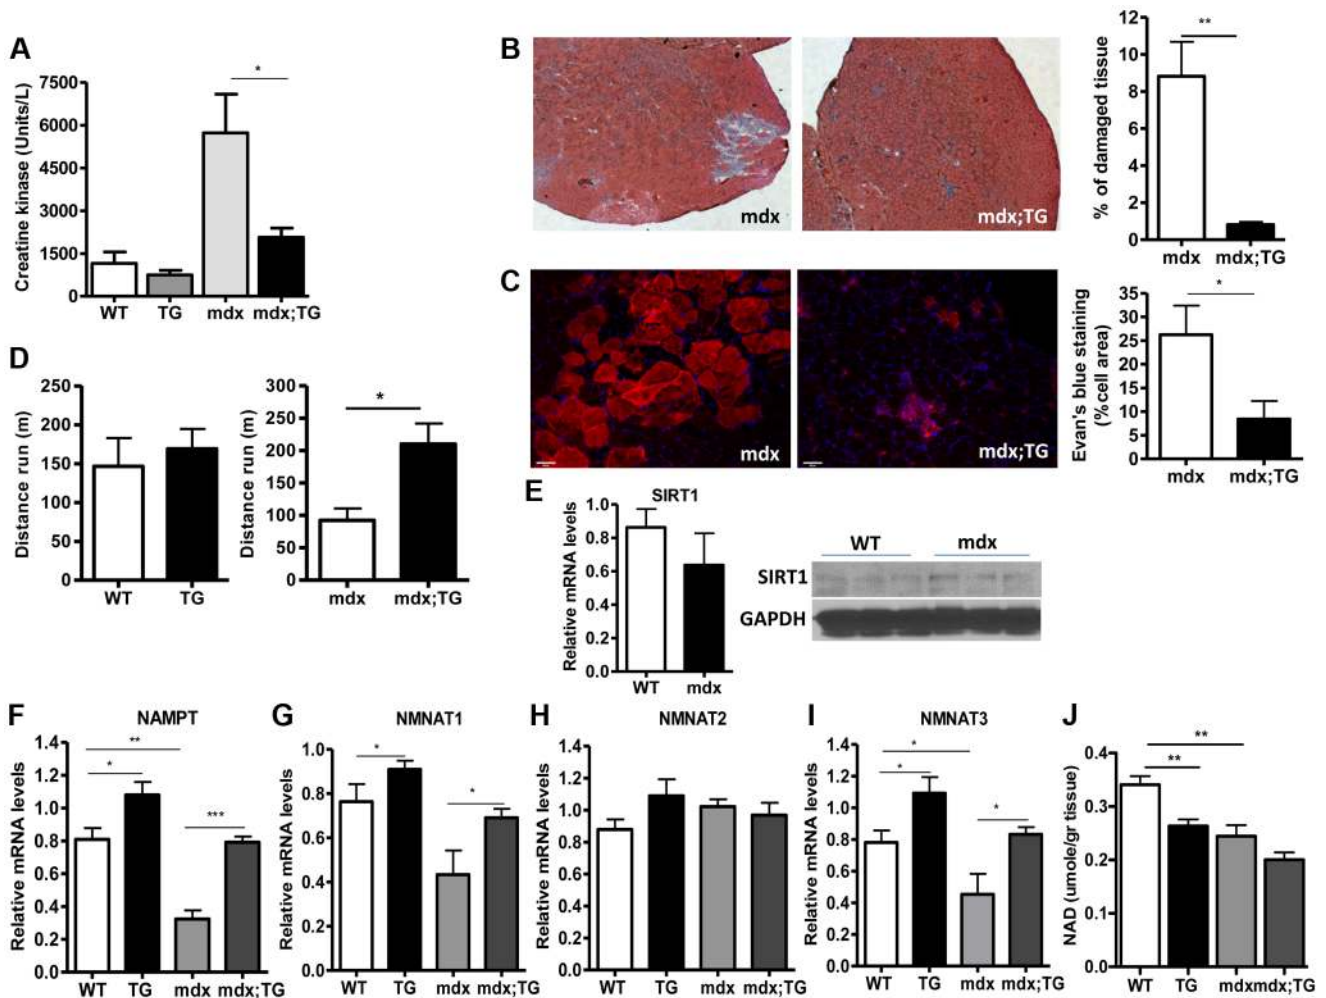 A
Creatine kinase (Units/L)
7500
6000
4500
3000
1500
0
*
WT TG mdx mdx;TG
B
mdx
mdx;TG
% of damaged tissue
12
10
8
6
4
2
0
**
mdx mdx;TG
C
mdx
mdx;TG
Evan's blue staining
(%cell area)
35
30
25
20
15
10
5
0
*
mdx mdx;TG
D
Distance run (m)
250
200
150
100
50
0
WT TG
Distance run (m)
300
250
200
150
100
50
0
*
mdx mdx;TG
E
SIRT1
Relative mRNA levels
1.0
0.8
0.6
0.4
0.2
0.0
WT mdx
WT mdx
SIRT1
GAPDH
F
NAMPT
Relative mRNA levels
1.4
1.2
1.0
0.8
0.6
0.4
0.2
0.0
**
*
***
WT TG mdx mdx;TG
G
NMNAT1
Relative mRNA levels
1.0
0.8
0.6
0.4
0.2
0.0
*
*
WT TG mdx mdx;TG
H
NMNAT2
Relative mRNA levels
1.4
1.2
1.0
0.8
0.6
0.4
0.2
0.0
WT TG mdx mdx;TG
I
NMNAT3
Relative mRNA levels
1.4
1.2
1.0
0.8
0.6
0.4
0.2
0.0
*
*
*
WT TG mdx mdx;TG
J
NAD (umole/gr tissue)
0.4
0.3
0.2
0.1
0.0
**
**
WT TG mdxmdx;TG